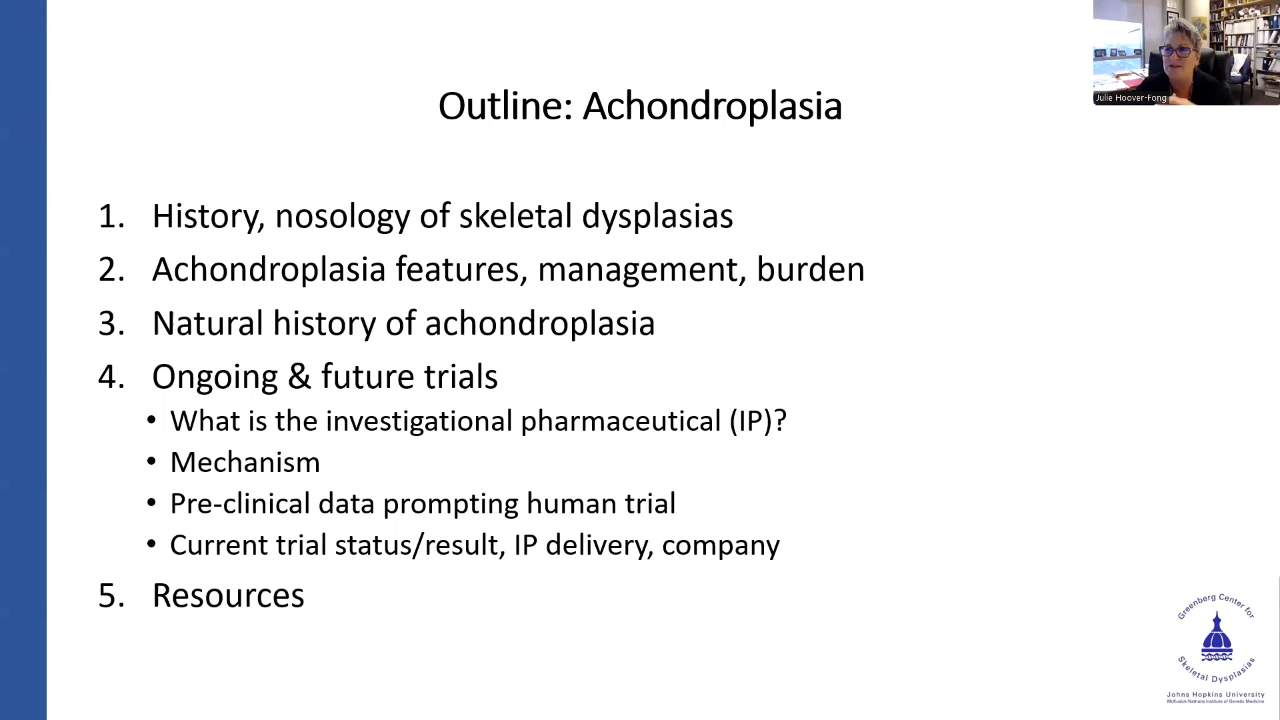 Julie Hoover-Fong
Outline: Achondroplasia
1. History, nosology of skeletal dysplasias
2. Achondroplasia features, management, burden
3. Natural history of achondroplasia
4. Ongoing & future trials
• What is the investigational pharmaceutical (IP)?
• Mechanism
• Pre-clinical data prompting human trial
• Current trial status/result, IP delivery, company
5. Resources
Greenberg Center for
Skeletal Dysplasias
Johns Hopkins University
McKusick-Nathans Institute of Genetic Medicine